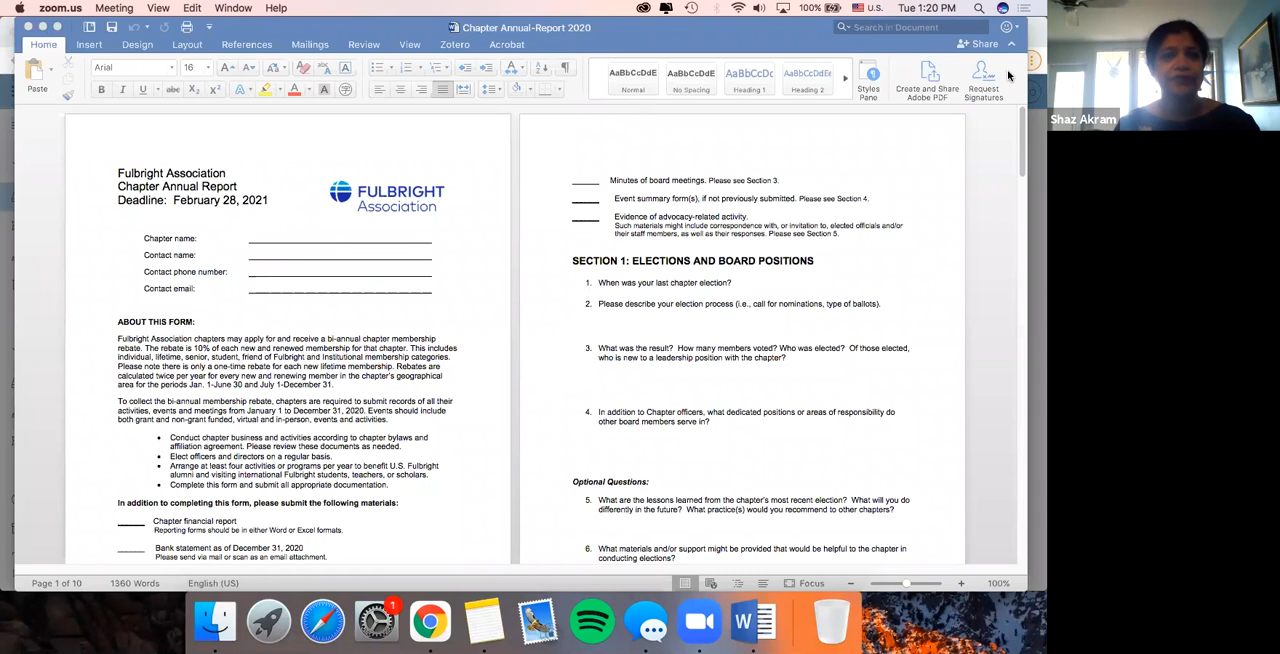 zoom.us Meeting View Edit Window Help
100% U.S. Tue 1:20 PM
Chapter Annual-Report 2020
Search in Document
Home Insert Design Layout References Mailings Review View Zotero Acrobat
Share
Paste
Arial 16
AaBbCcDdE AaBbCcDdE AaBbCcDc AaBbCcDdEe
Normal No Spacing Heading 1 Heading 2
Styles Pane
Create and Share Adobe PDF
Request Signatures
Shaz Akram
Fulbright Association
Chapter Annual Report
Deadline: February 28, 2021
FULBRIGHT
Association
Chapter name:
Contact name:
Contact phone number:
Contact email:
ABOUT THIS FORM:
Fulbright Association chapters may apply for and receive a bi-annual chapter membership
rebate. The rebate is 10% of each new and renewed membership for that chapter. This includes
individual, lifetime, senior, student, friend of Fulbright and Institutional membership categories.
Please note there is only a one-time rebate for each new lifetime membership. Rebates are
calculated twice per year for every new and renewing member in the chapter's geographical
area for the periods Jan. 1-June 30 and July 1-December 31.
To collect the bi-annual membership rebate, chapters are required to submit records of all their
activities, events and meetings from January 1 to December 31, 2020. Events should include
both grant and non-grant funded, virtual and in-person, events and activities.
• Conduct chapter business and activities according to chapter bylaws and
affiliation agreement. Please review these documents as needed.
• Elect officers and directors on a regular basis.
• Arrange at least four activities or programs per year to benefit U.S. Fulbright
alumni and visiting international Fulbright students, teachers, or scholars.
• Complete this form and submit all appropriate documentation.
In addition to completing this form, please submit the following materials:
Chapter financial report
Reporting forms should be in either Word or Excel formats.
Bank statement as of December 31, 2020
Please send via mail or scan as an email attachment.
Minutes of board meetings. Please see Section 3.
Event summary form(s), if not previously submitted. Please see Section 4.
Evidence of advocacy-related activity.
Such materials might include correspondence with, or invitation to, elected officials and/or
their staff members, as well as their responses. Please see Section 5.
SECTION 1: ELECTIONS AND BOARD POSITIONS
1. When was your last chapter election?
2. Please describe your election process (i.e., call for nominations, type of ballots).
3. What was the result? How many members voted? Who was elected? Of those elected,
who is new to a leadership position with the chapter?
4. In addition to Chapter officers, what dedicated positions or areas of responsibility do
other board members serve in?
Optional Questions:
5. What are the lessons learned from the chapter's most recent election? What will you do
differently in the future? What practice(s) would you recommend to other chapters?
6. What materials and/or support might be provided that would be helpful to the chapter in
conducting elections?
Page 1 of 10 1360 Words English (US)
Focus 100%
1